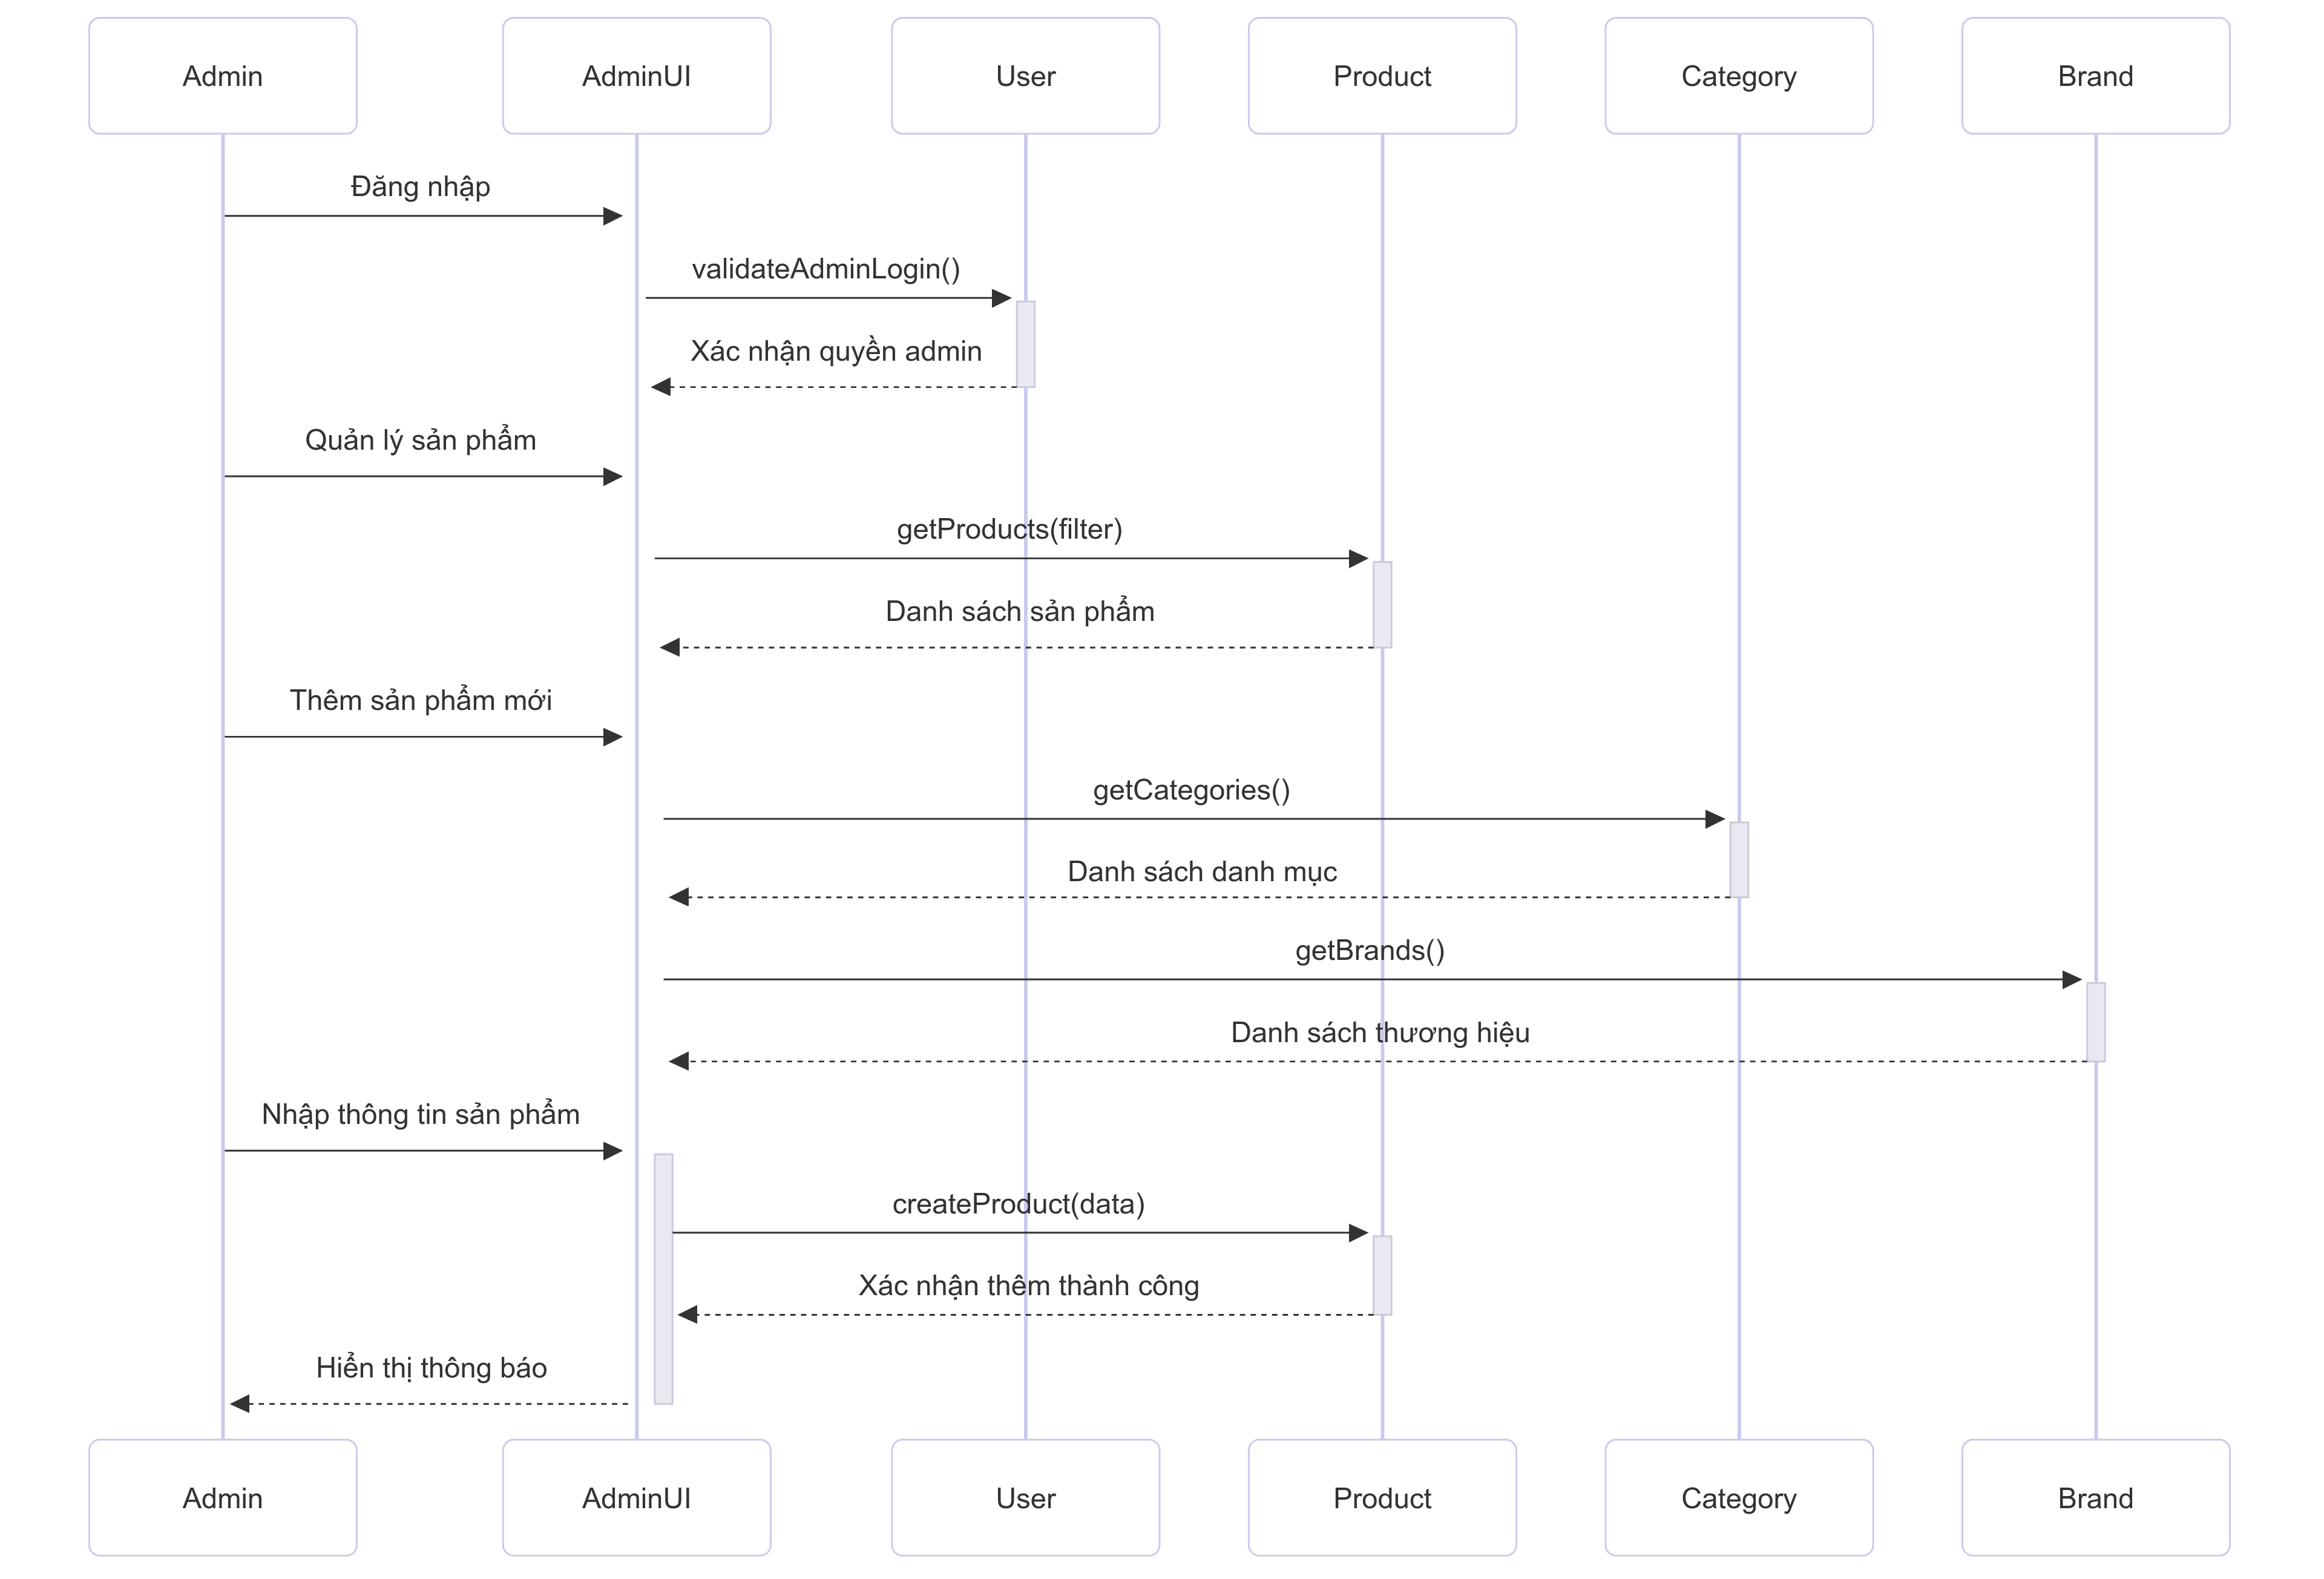 Admin
AdminUI
User
Product
Category
Brand
Đăng nhập
validateAdminLogin()
Xác nhận quyền admin
Quản lý sản phẩm
getProducts(filter)
Danh sách sản phẩm
Thêm sản phẩm mới
getCategories()
Danh sách danh mục
getBrands()
Danh sách thương hiệu
Nhập thông tin sản phẩm
createProduct(data)
Xác nhận thêm thành công
Hiển thị thông báo
Admin
AdminUI
User
Product
Category
Brand